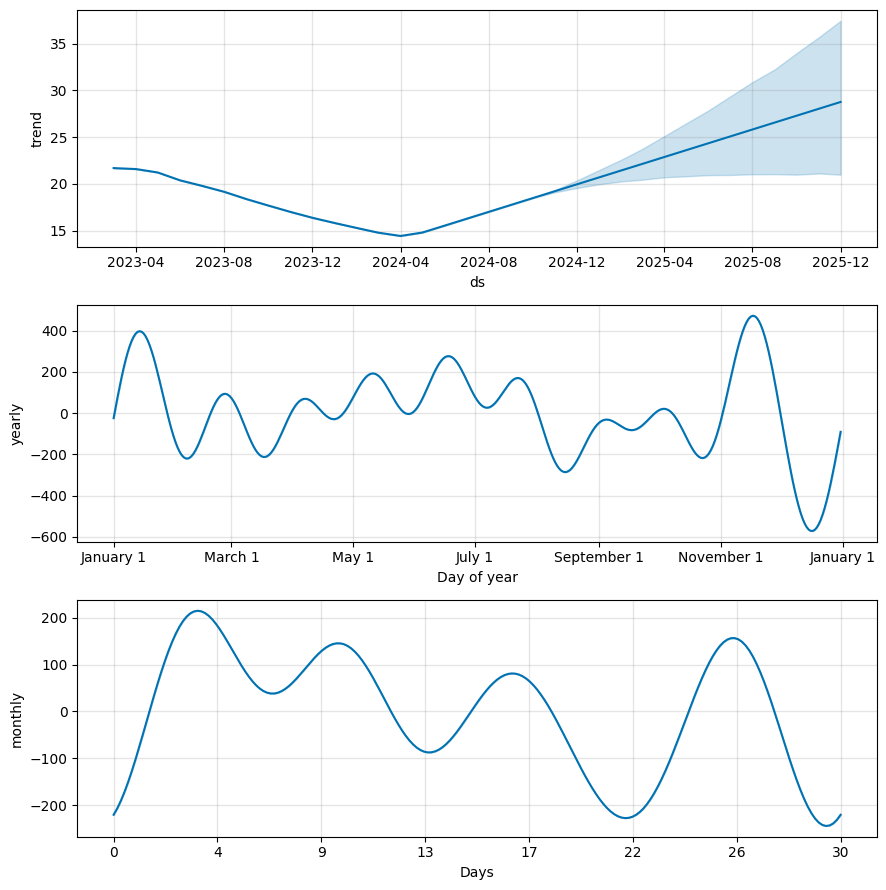 35
30
25
20
15
trend
2023-04 2023-08 2023-12 2024-04 2024-08 2024-12 2025-04 2025-08 2025-12
ds
400
200
0
−200
−400
−600
yearly
January 1 March 1 May 1 July 1 September 1 November 1 January 1
Day of year
200
100
0
−100
−200
monthly
0 4 9 13 17 22 26 30
Days